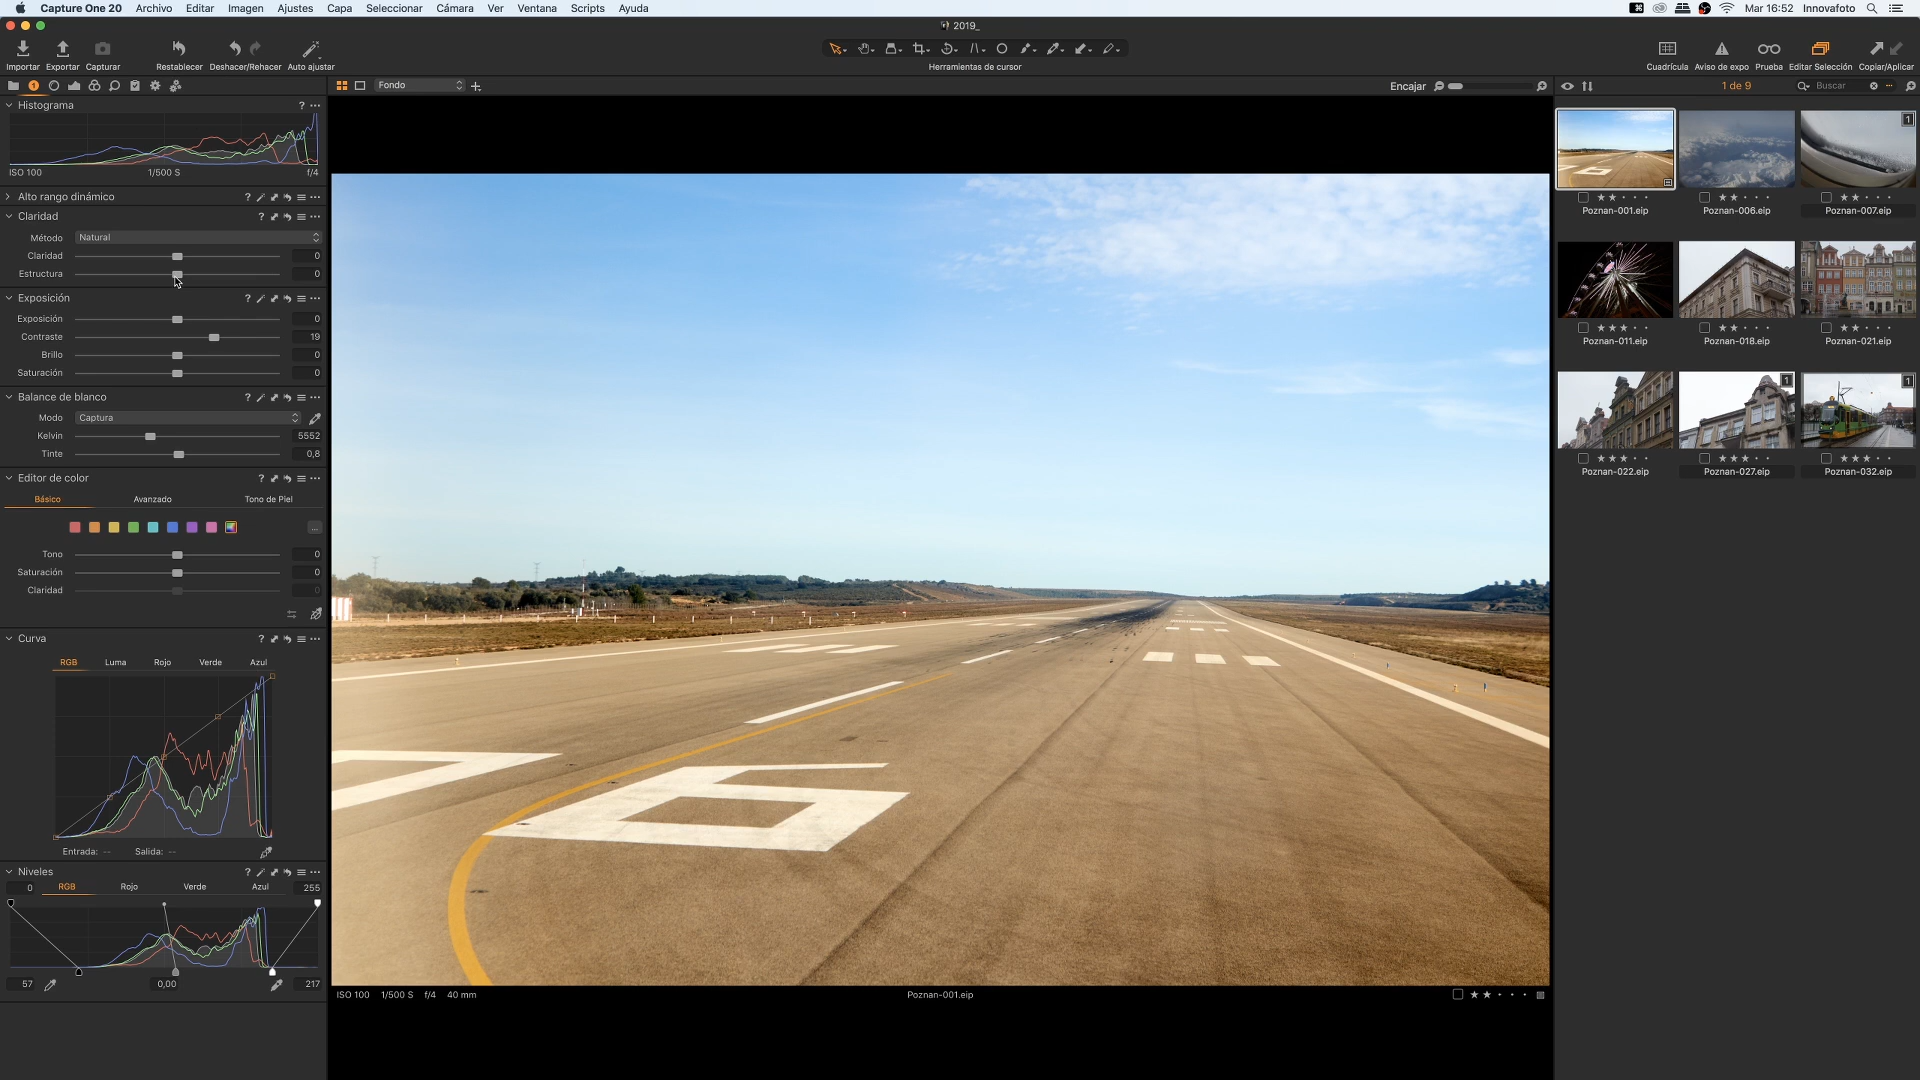 Capture One 20 Archivo Editar Imagen Ajustes Capa Seleccionar Cámara Ver Ventana Scripts Ayuda Mar 16:52 Innovafoto
2019_
Importar Exportar Capturar Restablecer Deshacer/Rehacer Auto ajustar Herramientas de cursor Cuadrícula Aviso de expo Prueba Editar Selección Copiar/Aplicar
Fondo Encajar 1 de 9 Buscar
Histograma
ISO 100 1/500 S f/4
Alto rango dinámico
Claridad
Método Natural
Claridad 0
Estructura 0
Exposición
Exposición 0
Contraste 19
Brillo 0
Saturación 0
Balance de blanco
Modo Captura
Kelvin 5552
Tinte 0,8
Editor de color
Básico Avanzado Tono de Piel
Tono 0
Saturación 0
Claridad 0
Curva
RGB Luma Rojo Verde Azul
Entrada: -- Salida: --
Niveles
0 RGB Rojo Verde Azul 255
57 0,00 217
6
ISO 100 1/500 S f/4 40 mm Poznan-001.eip
1
Poznan-001.eip Poznan-006.eip Poznan-007.eip
Poznan-011.eip Poznan-018.eip Poznan-021.eip
1 1
Poznan-022.eip Poznan-027.eip Poznan-032.eip